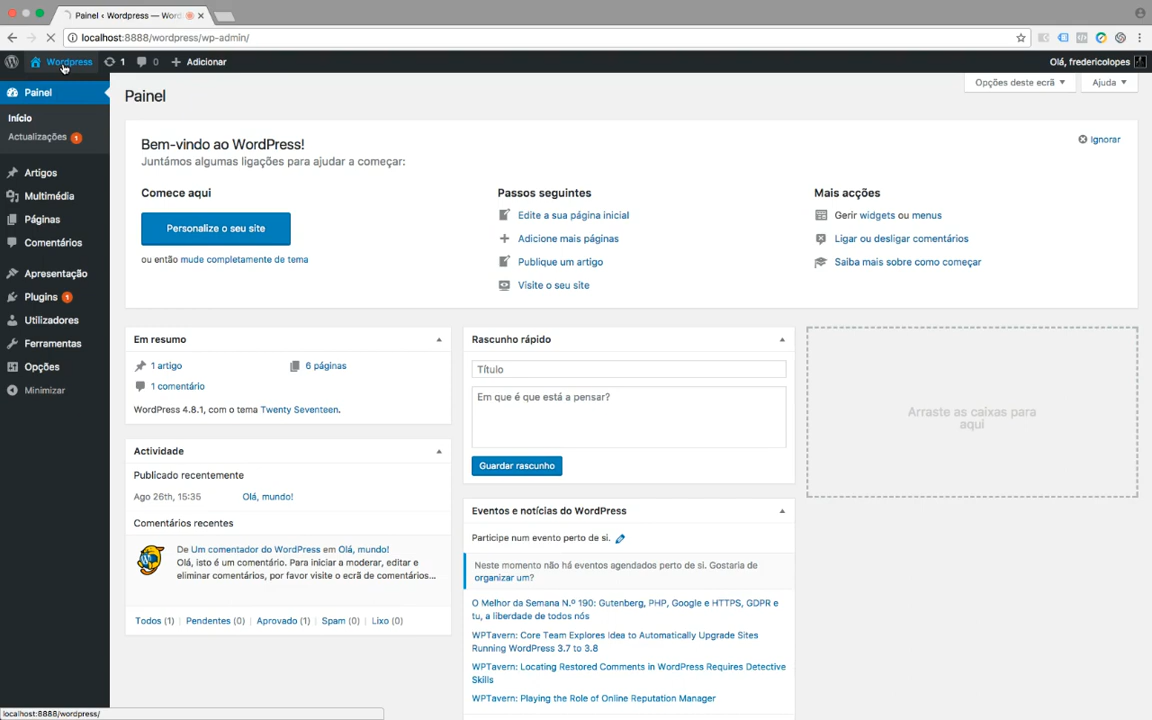 Painel ‹ Wordpress — Word
localhost:8888/wordpress/wp-admin/
Wordpress 1 0 Adicionar Olá, fredericolopes
Opções deste ecrã Ajuda
Painel
Início
Actualizações 1
Artigos
Multimédia
Páginas
Comentários
Apresentação
Plugins 1
Utilizadores
Ferramentas
Opções
Minimizar
Painel
Bem-vindo ao WordPress!
Ignorar
Juntámos algumas ligações para ajudar a começar:
Comece aqui
Personalize o seu site
ou então mude completamente de tema
Passos seguintes
Edite a sua página inicial
Adicione mais páginas
Publique um artigo
Visite o seu site
Mais acções
Gerir widgets ou menus
Ligar ou desligar comentários
Saiba mais sobre como começar
Em resumo
1 artigo 6 páginas
1 comentário
WordPress 4.8.1, com o tema Twenty Seventeen.
Actividade
Publicado recentemente
Ago 26th, 15:35 Olá, mundo!
Comentários recentes
De Um comentador do WordPress em Olá, mundo!
Olá, isto é um comentário. Para iniciar a moderar, editar e
eliminar comentários, por favor visite o ecrã de comentários...
Todos (1) | Pendentes (0) | Aprovado (1) | Spam (0) | Lixo (0)
Rascunho rápido
Título
Em que é que está a pensar?
Guardar rascunho
Eventos e notícias do WordPress
Participe num evento perto de si.
Neste momento não há eventos agendados perto de si. Gostaria de
organizar um?
O Melhor da Semana N.º 190: Gutenberg, PHP, Google e HTTPS, GDPR e
tu, a liberdade de todos nós
WPTavern: Core Team Explores Idea to Automatically Upgrade Sites
Running WordPress 3.7 to 3.8
WPTavern: Locating Restored Comments in WordPress Requires Detective
Skills
WPTavern: Playing the Role of Online Reputation Manager
Arraste as caixas para
aqui
localhost:8888/wordpress/